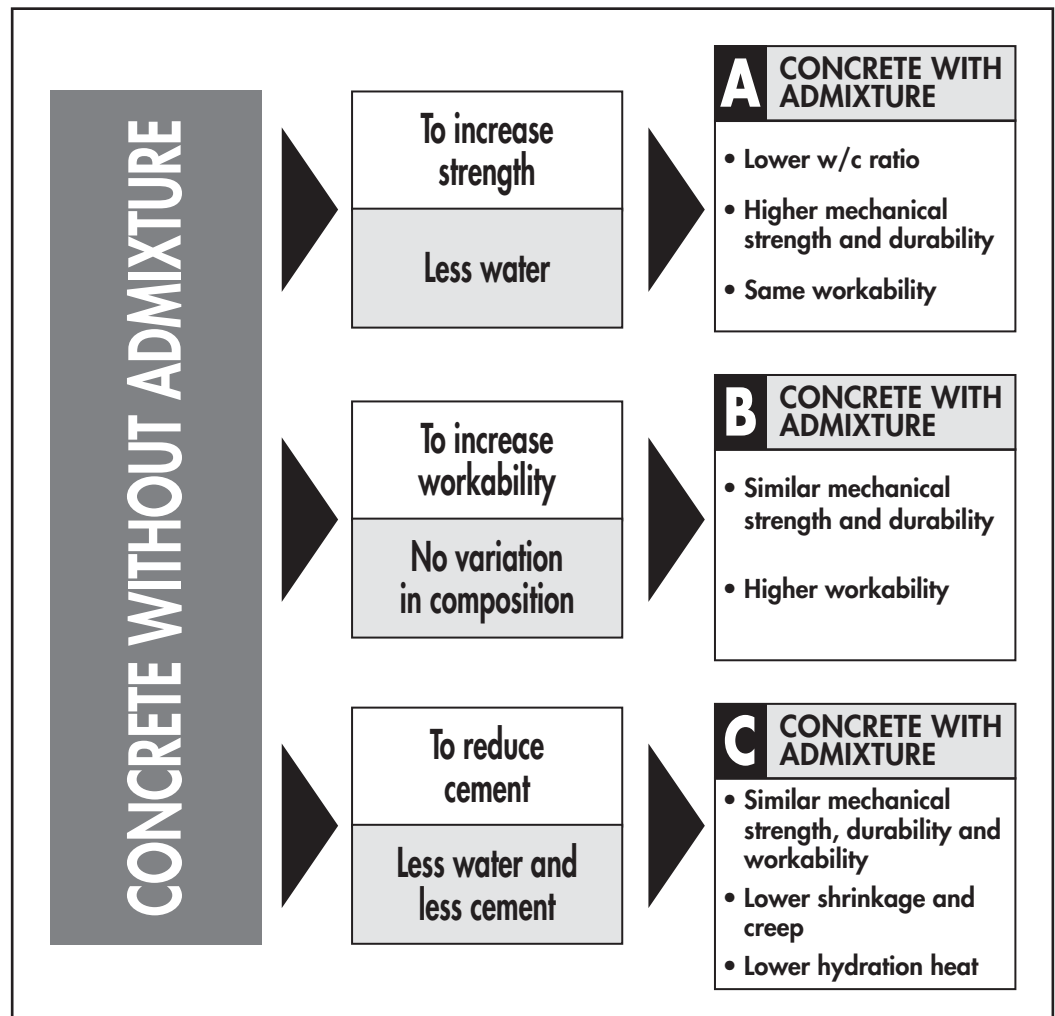 CONCRETE WITHOUT ADMIXTURE
To increase
strength
Less water
A
CONCRETE WITH
ADMIXTURE
• Lower w/c ratio
• Higher mechanical
strength and durability
• Same workability
To increase
workability
No variation
in composition
B
CONCRETE WITH
ADMIXTURE
• Similar mechanical
strength and durability
• Higher workability
To reduce
cement
Less water and
less cement
C
CONCRETE WITH
ADMIXTURE
• Similar mechanical
strength, durability and
workability
• Lower shrinkage and
creep
• Lower hydration heat